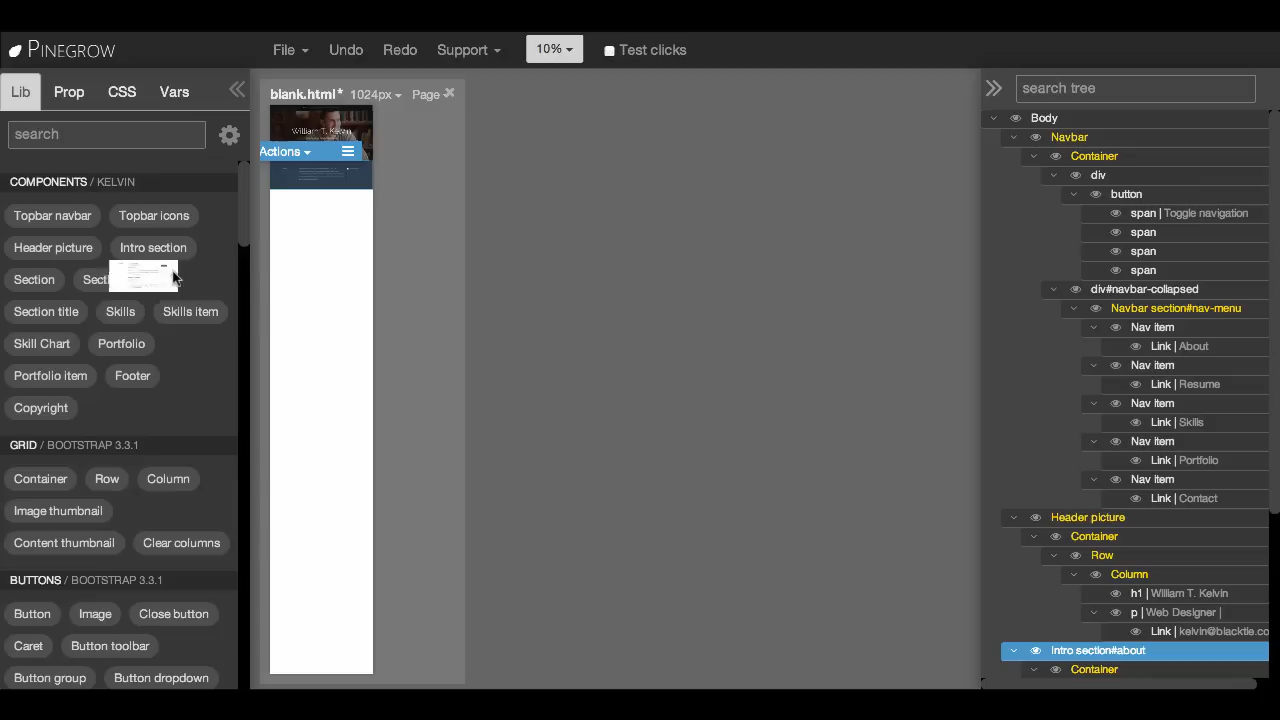 PINEGROW File Undo Redo Support 10% Test clicks
Lib Prop CSS Vars
blank.html* 1024px Page
search tree
search
COMPONENTS / KELVIN
Topbar navbar Topbar icons
Header picture Intro section
Section
Section title Skills Skills item
Skill Chart Portfolio
Portfolio item Footer
Copyright
GRID / BOOTSTRAP 3.3.1
Container Row Column
Image thumbnail
Content thumbnail Clear columns
BUTTONS / BOOTSTRAP 3.3.1
Button Image Close button
Caret Button toolbar
Button group Button dropdown
William T. Kelvin
Actions
Body
Navbar
Container
div
button
span | Toggle navigation
span
span
span
div#navbar-collapsed
Navbar section#nav-menu
Nav item
Link | About
Nav item
Link | Resume
Nav item
Link | Skills
Nav item
Link | Portfolio
Nav item
Link | Contact
Header picture
Container
Row
Column
h1 | William T. Kelvin
p | Web Designer |
Link | kelvin@blacktie.co
Intro section#about
Container